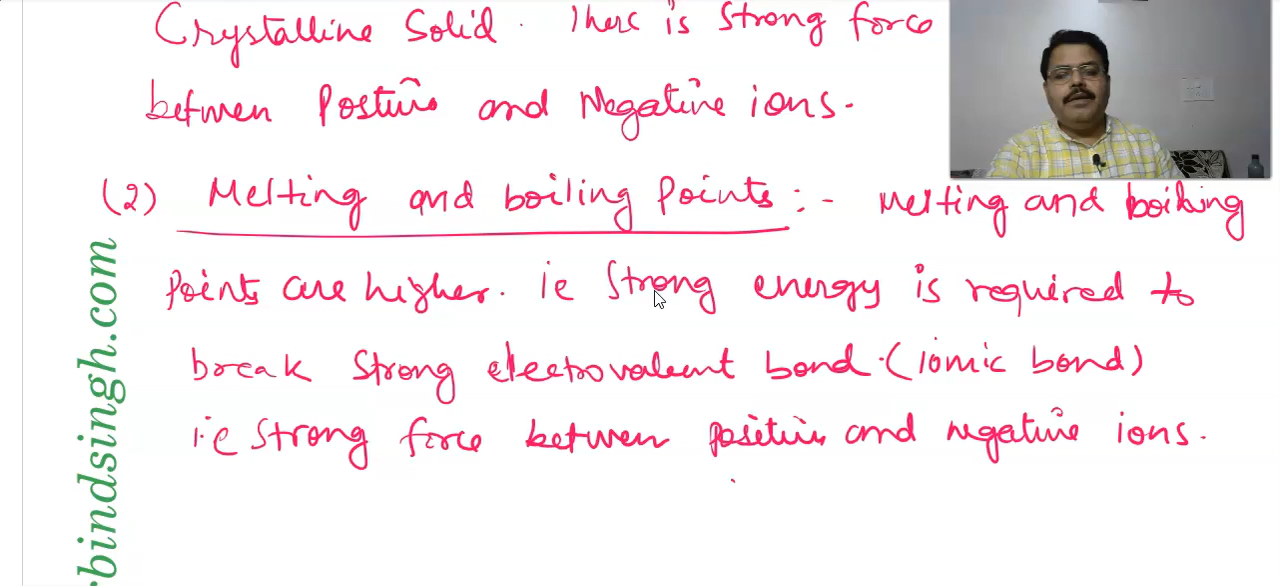 Crystalline Solid. There is strong force
between Positive and Negative ions.
(2) Melting and boiling Points :- Melting and boiling
Points are higher. ie Strong energy is required to
break Strong electrovalent bond. (ionic bond)
i.e Strong force between positive and negative ions.
bindsingh.com